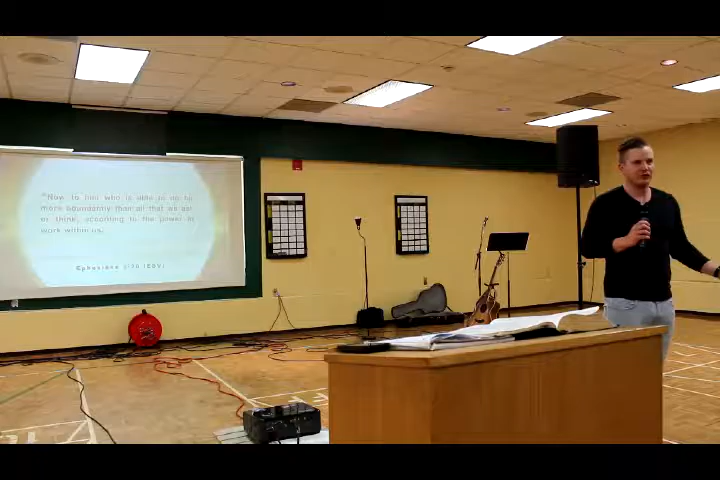 "Now to him who is able to do far
more abundantly than all that we ask
or think, according to the power at
work within us,
Ephesians 3:20 (ESV)